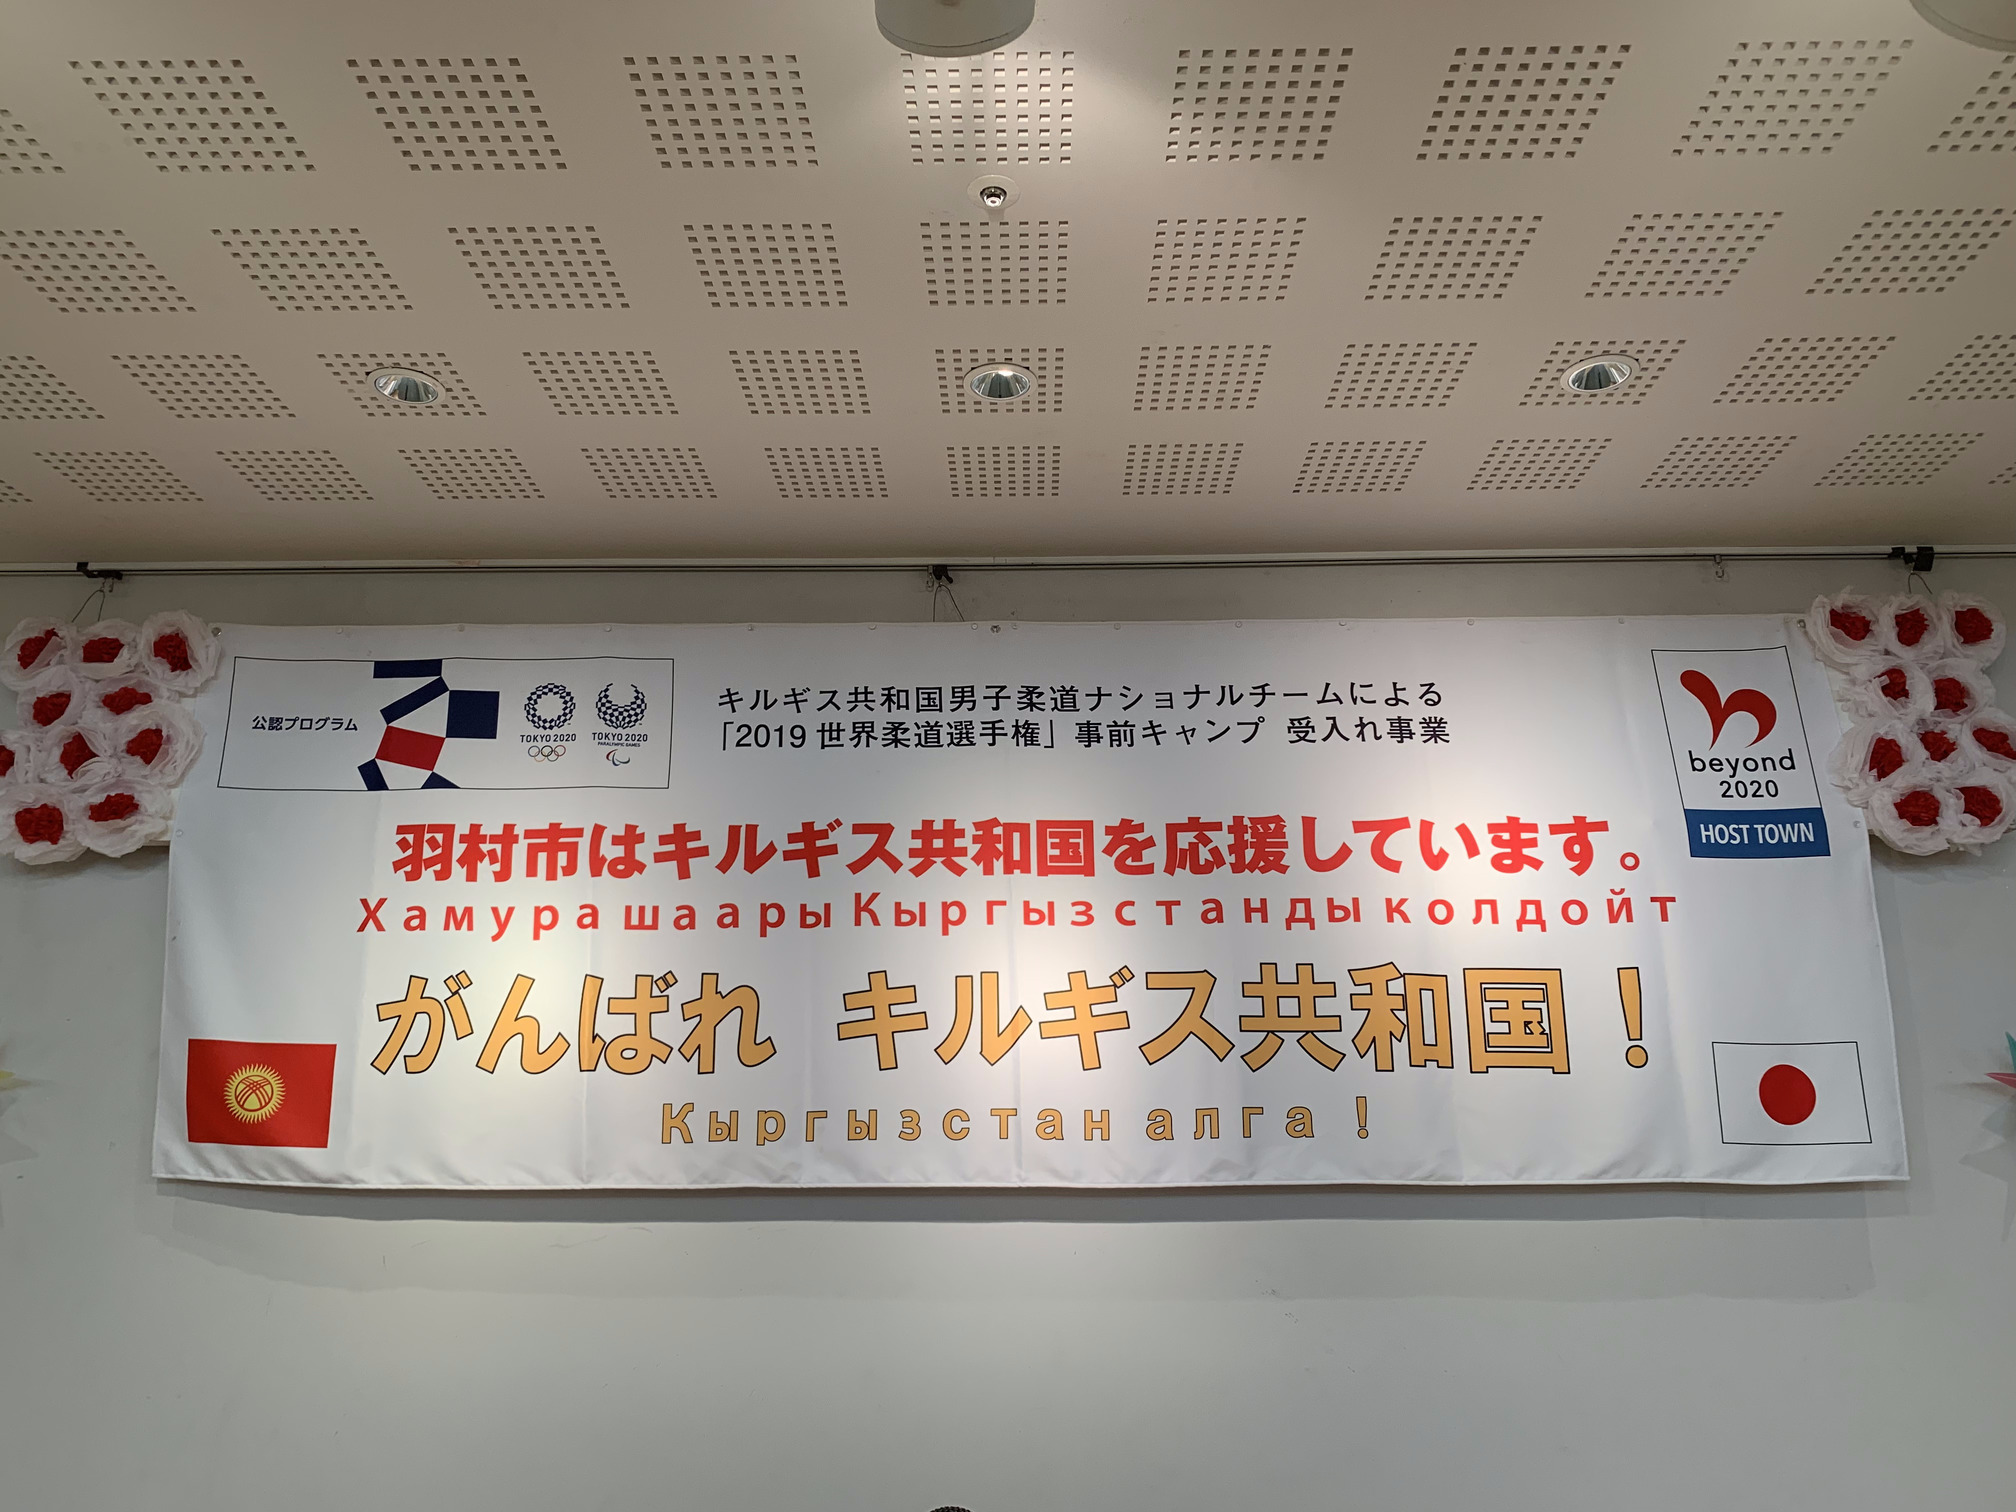 公認プログラム
TOKYO 2020
TOKYO 2020
PARALYMPIC GAMES
キルギス共和国男子柔道ナショナルチームによる
「2019 世界柔道選手権」事前キャンプ 受入れ事業
beyond
2020
HOST TOWN
羽村市はキルギス共和国を応援しています。
Хамура шаары Кыргызстанды колдойт
がんばれ キルギス共和国！
Кыргызстан алга！